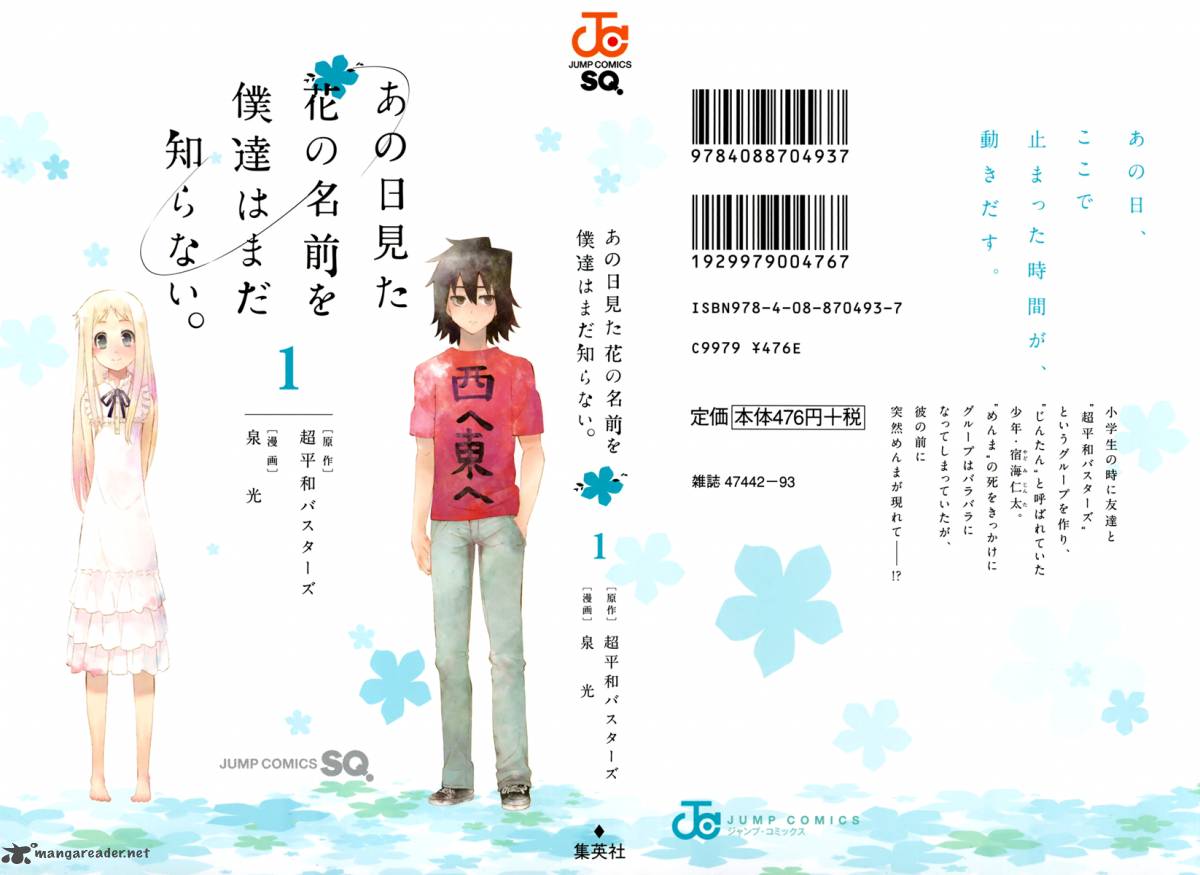 あの日見た
花の名前を
僕達はまだ
知らない。
1
[原作]
超平和バスターズ
[漫画]
泉 光
JUMP COMICS SQ.
mangareader.net
JC
JUMP COMICS
SQ.
あの日見た花の名前を
僕達はまだ知らない。
1
[原作] 超平和バスターズ
[漫画] 泉 光
集英社
9784088704937
1929979004767
ISBN978-4-08-870493-7
C9979 ¥476E
定価 本体476円+税
雑誌 47442-93
あの日、
ここで
止まった時間が、
動きだす。
小学生の時に友達と
"超平和バスターズ"
というグループを作り、
"じんたん"と呼ばれていた
少年・宿海仁太。
やどみ じんた
"めんま"の死をきっかけに
グループはバラバラに
なってしまっていたが、
彼の前に
突然めんまが現れて──!?
JC
JUMP COMICS
ジャンプ・コミックス